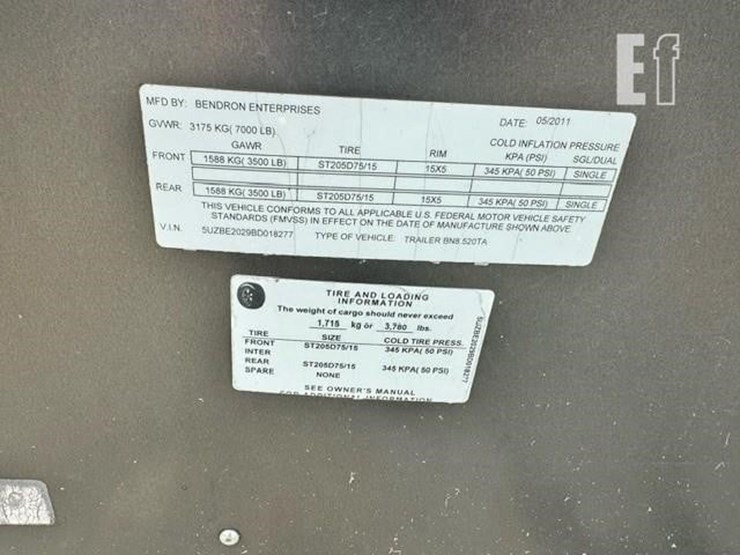 Ef
MFD BY: BENDRON ENTERPRISES
DATE: 05/2011
GVWR: 3175 KG( 7000 LB)
COLD INFLATION PRESSURE
GAWR TIRE RIM KPA (PSI) SGL/DUAL
FRONT 1588 KG( 3500 LB) ST205D75/15 15X5 345 KPA( 50 PSI) SINGLE
REAR 1588 KG( 3500 LB) ST205D75/15 15X5 345 KPA( 50 PSI) SINGLE
THIS VEHICLE CONFORMS TO ALL APPLICABLE U.S. FEDERAL MOTOR VEHICLE SAFETY
STANDARDS (FMVSS) IN EFFECT ON THE DATE OF MANUFACTURE SHOWN ABOVE
V.I.N. 5UZBE2029BD018277 TYPE OF VEHICLE: TRAILER BN8.520TA
TIRE AND LOADING
INFORMATION
The weight of cargo should never exceed
1,715 kg or 3,780 lbs.
TIRE SIZE COLD TIRE PRESS.
FRONT ST205D75/15 345 KPA( 50 PSI)
INTER
REAR ST205D75/15 345 KPA( 50 PSI)
SPARE NONE
SEE OWNER'S MANUAL
FOR ADDITIONAL INFORMATION
5UZBE2029BD018277